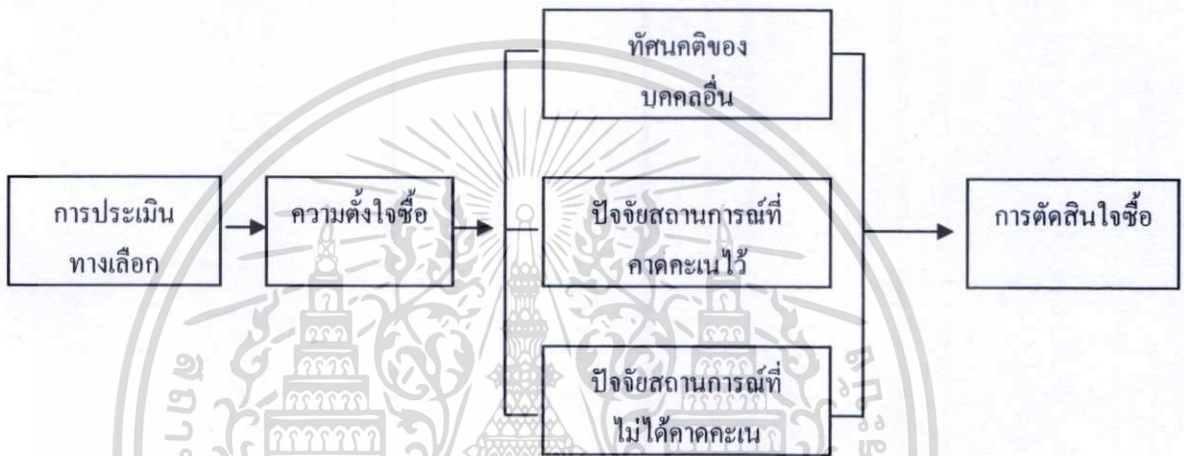 ทัศนคติของ
บุคคลอื่น
การประเมิน
ทางเลือก
ความตั้งใจซื้อ
ปัจจัยสถานการณ์ที่
คาดคะเนไว้
การตัดสินใจซื้อ
ปัจจัยสถานการณ์ที่
ไม่ได้คาดคะเน